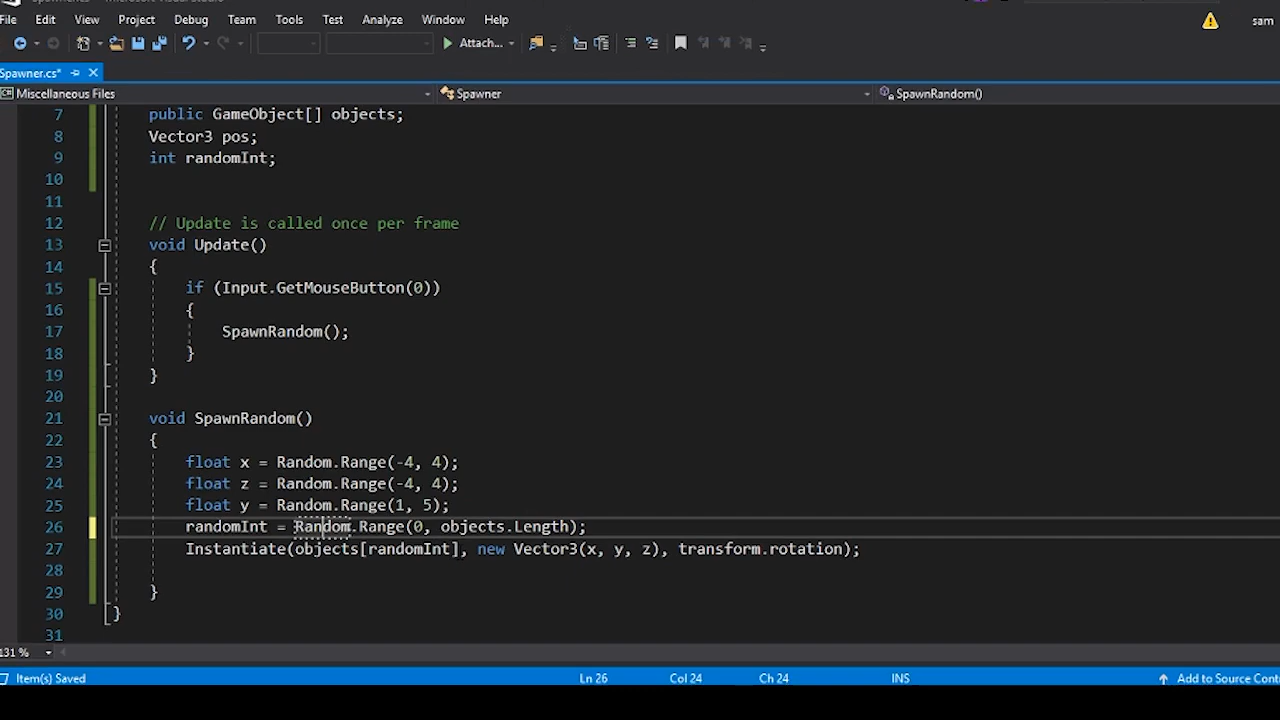 File Edit View Project Debug Team Tools Test Analyze Window Help
sam
Attach...
Spawner.cs*
Miscellaneous Files Spawner SpawnRandom()
7 public GameObject[] objects;
8 Vector3 pos;
9 int randomInt;
10
11
12 // Update is called once per frame
13 void Update()
14 {
15 if (Input.GetMouseButton(0))
16 {
17 SpawnRandom();
18 }
19 }
20
21 void SpawnRandom()
22 {
23 float x = Random.Range(-4, 4);
24 float z = Random.Range(-4, 4);
25 float y = Random.Range(1, 5);
26 randomInt = Random.Range(0, objects.Length);
27 Instantiate(objects[randomInt], new Vector3(x, y, z), transform.rotation);
28
29 }
30 }
31
131 %
Item(s) Saved Ln 26 Col 24 Ch 24 INS Add to Source Cont